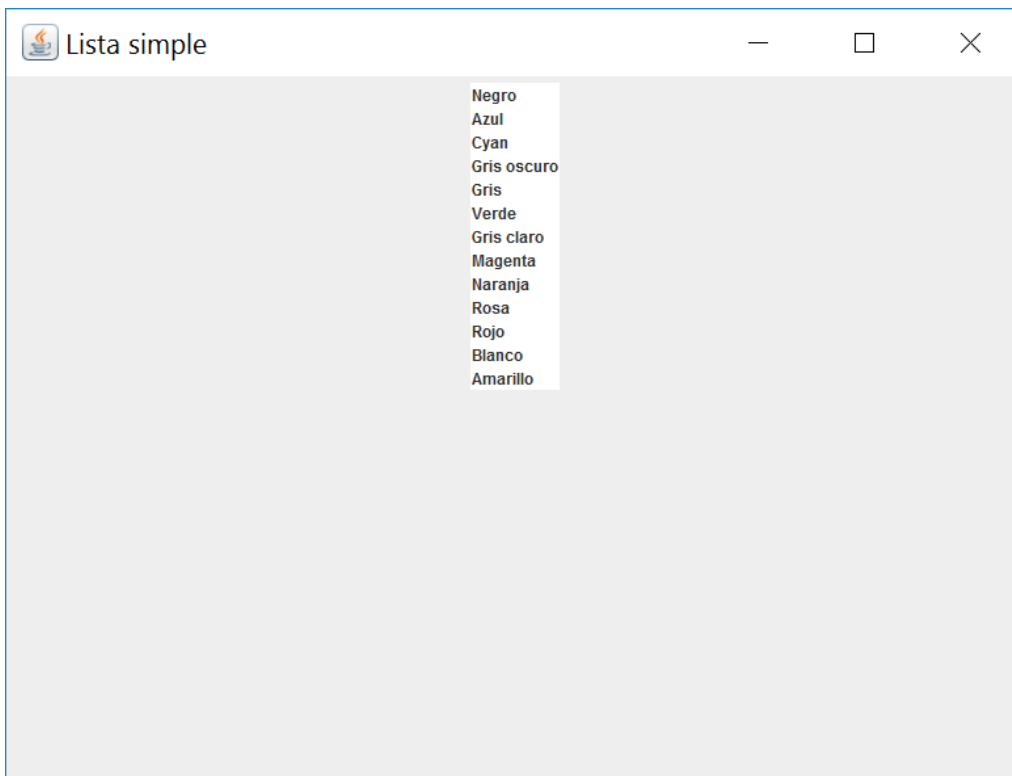 Lista simple
Negro
Azul
Cyan
Gris oscuro
Gris
Verde
Gris claro
Magenta
Naranja
Rosa
Rojo
Blanco
Amarillo